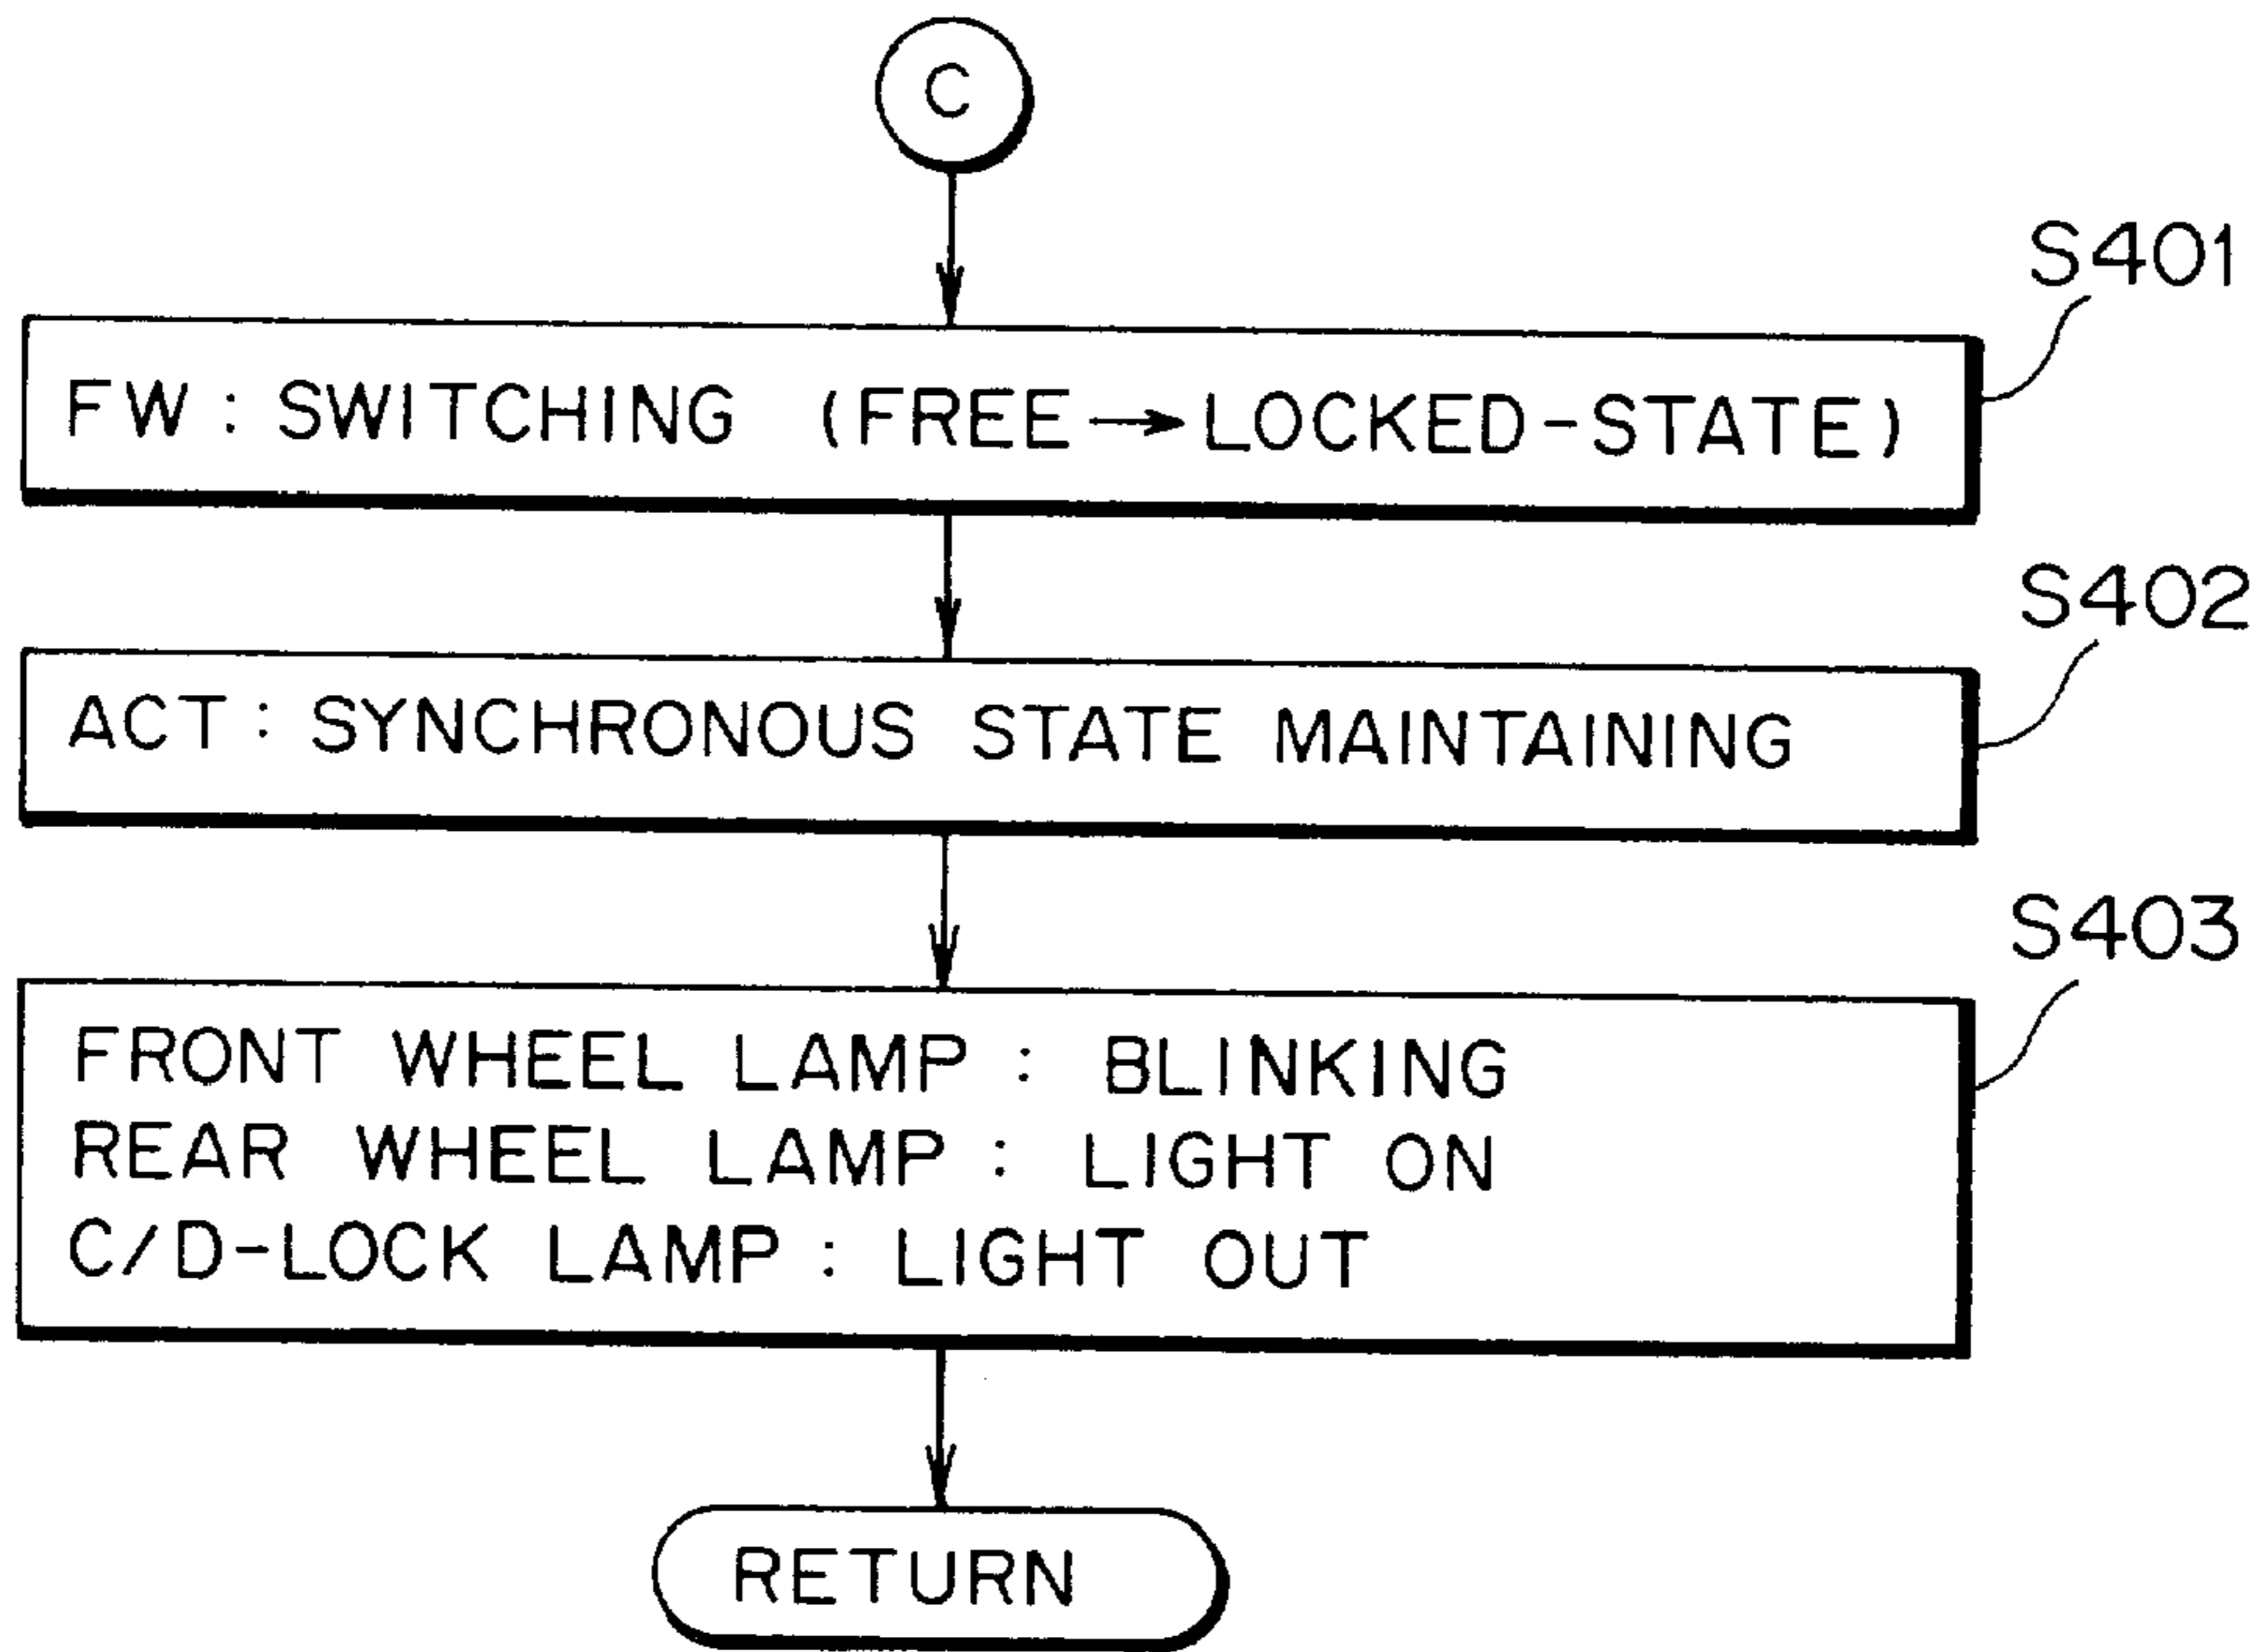 C
S401
FW : SWITCHING (FREE→LOCKED-STATE)
S402
ACT : SYNCHRONOUS STATE MAINTAINING
S403
FRONT WHEEL LAMP : BLINKING
REAR WHEEL LAMP : LIGHT ON
C/D-LOCK LAMP : LIGHT OUT
RETURN